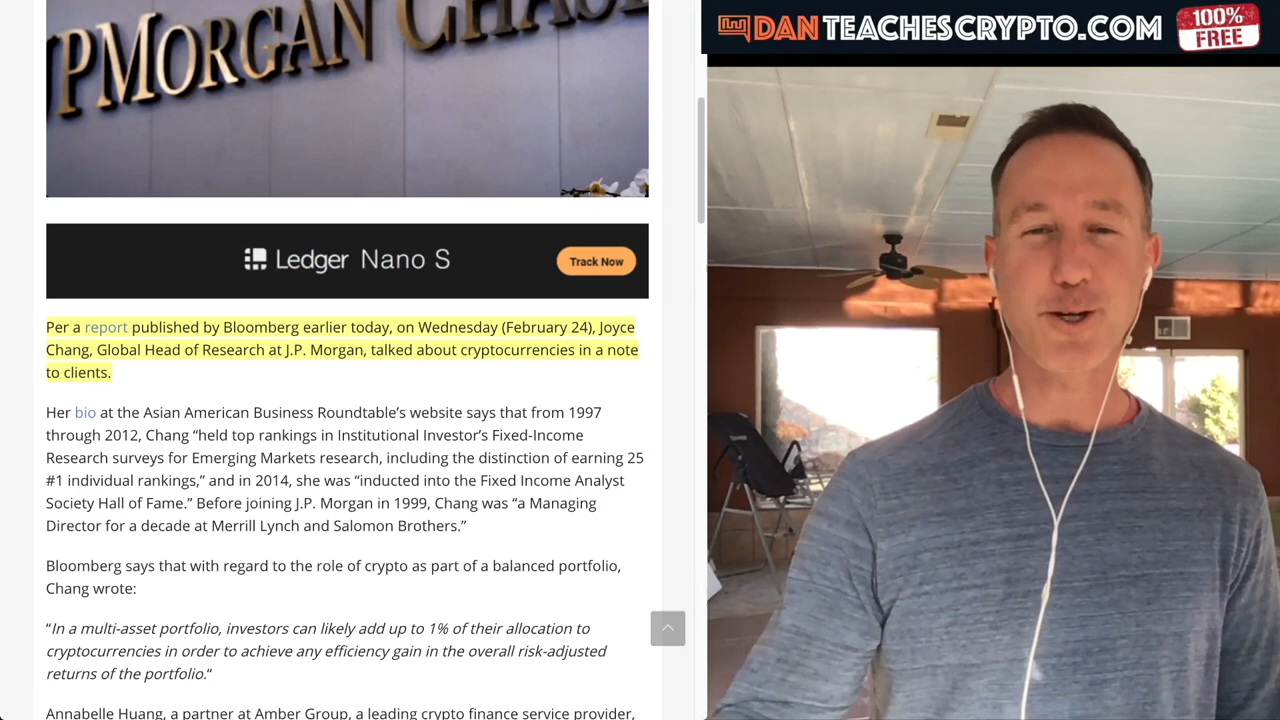 PMORGAN CHAS
DANTEACHESCRYPTO.COM
100%
FREE
Ledger Nano S
Track Now
Per a report published by Bloomberg earlier today, on Wednesday (February 24), Joyce
Chang, Global Head of Research at J.P. Morgan, talked about cryptocurrencies in a note
to clients.
Her bio at the Asian American Business Roundtable’s website says that from 1997
through 2012, Chang “held top rankings in Institutional Investor’s Fixed-Income
Research surveys for Emerging Markets research, including the distinction of earning 25
#1 individual rankings,” and in 2014, she was “inducted into the Fixed Income Analyst
Society Hall of Fame.” Before joining J.P. Morgan in 1999, Chang was “a Managing
Director for a decade at Merrill Lynch and Salomon Brothers.”
Bloomberg says that with regard to the role of crypto as part of a balanced portfolio,
Chang wrote:
“In a multi-asset portfolio, investors can likely add up to 1% of their allocation to
cryptocurrencies in order to achieve any efficiency gain in the overall risk-adjusted
returns of the portfolio.“
Annabelle Huang, a partner at Amber Group, a leading crypto finance service provider,